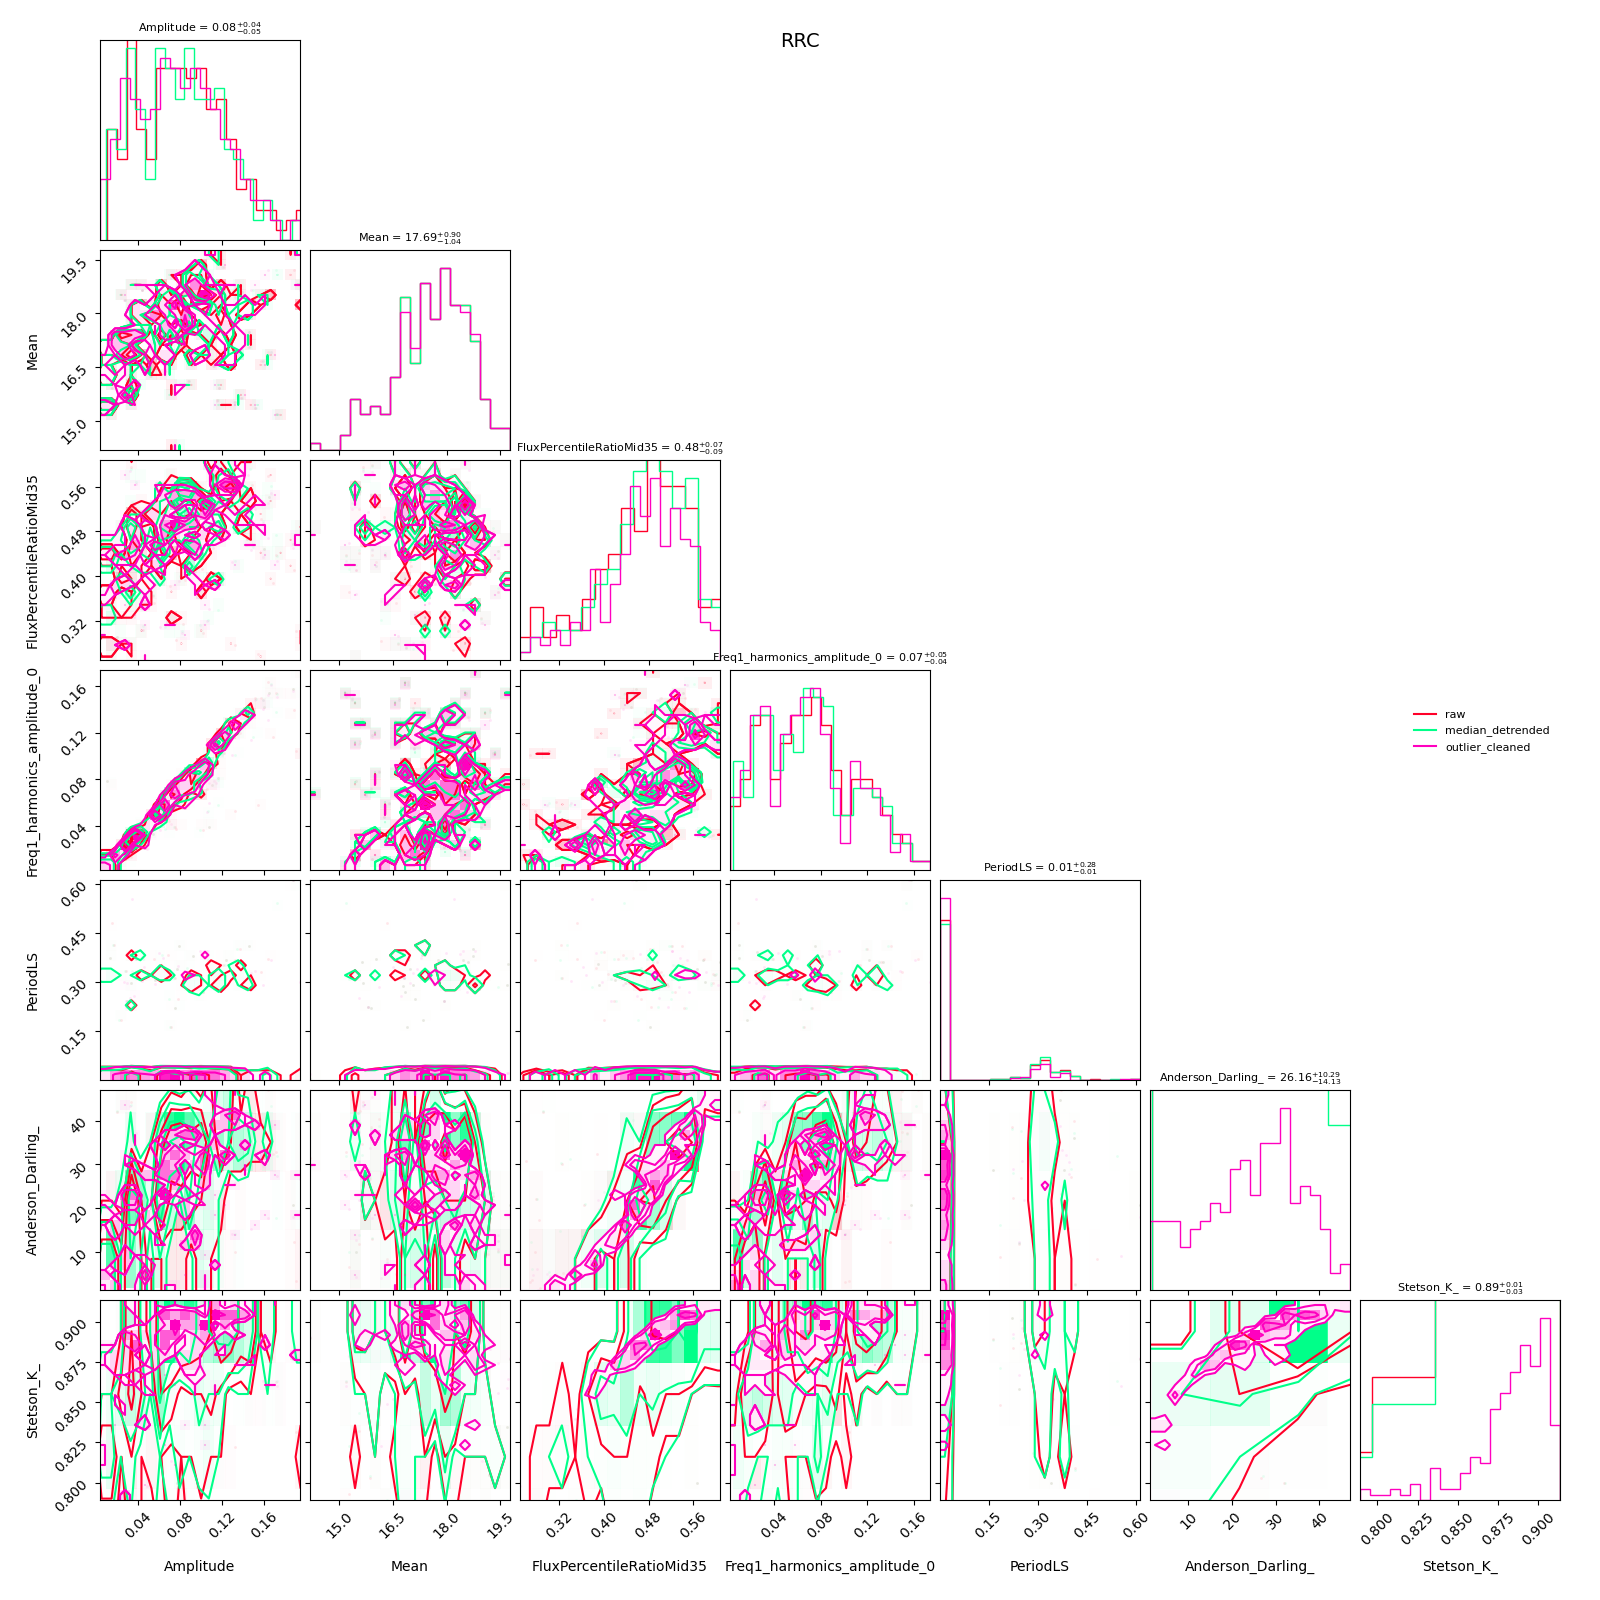 RRC
Amplitude = 0.08+0.04−0.05
Mean = 17.69+0.90−1.04
FluxPercentileRatioMid35 = 0.48+0.07−0.09
Freq1_harmonics_amplitude_0 = 0.07+0.05−0.04
PeriodLS = 0.01+0.28−0.01
Anderson_Darling_ = 26.16+10.29−14.13
Stetson_K_ = 0.89+0.01−0.03
raw
median_detrended
outlier_cleaned
Mean
19.5
18.0
16.5
15.0
FluxPercentileRatioMid35
0.56
0.48
0.40
0.32
Freq1_harmonics_amplitude_0
0.16
0.12
0.08
0.04
PeriodLS
0.60
0.45
0.30
0.15
Anderson_Darling_
40
30
20
10
Stetson_K_
0.900
0.875
0.850
0.825
0.800
0.04 0.08 0.12 0.16
15.0 16.5 18.0 19.5
0.32 0.40 0.48 0.56
0.04 0.08 0.12 0.16
0.15 0.30 0.45 0.60
10 20 30 40
0.800 0.825 0.850 0.875 0.900
Amplitude
Mean
FluxPercentileRatioMid35
Freq1_harmonics_amplitude_0
PeriodLS
Anderson_Darling_
Stetson_K_